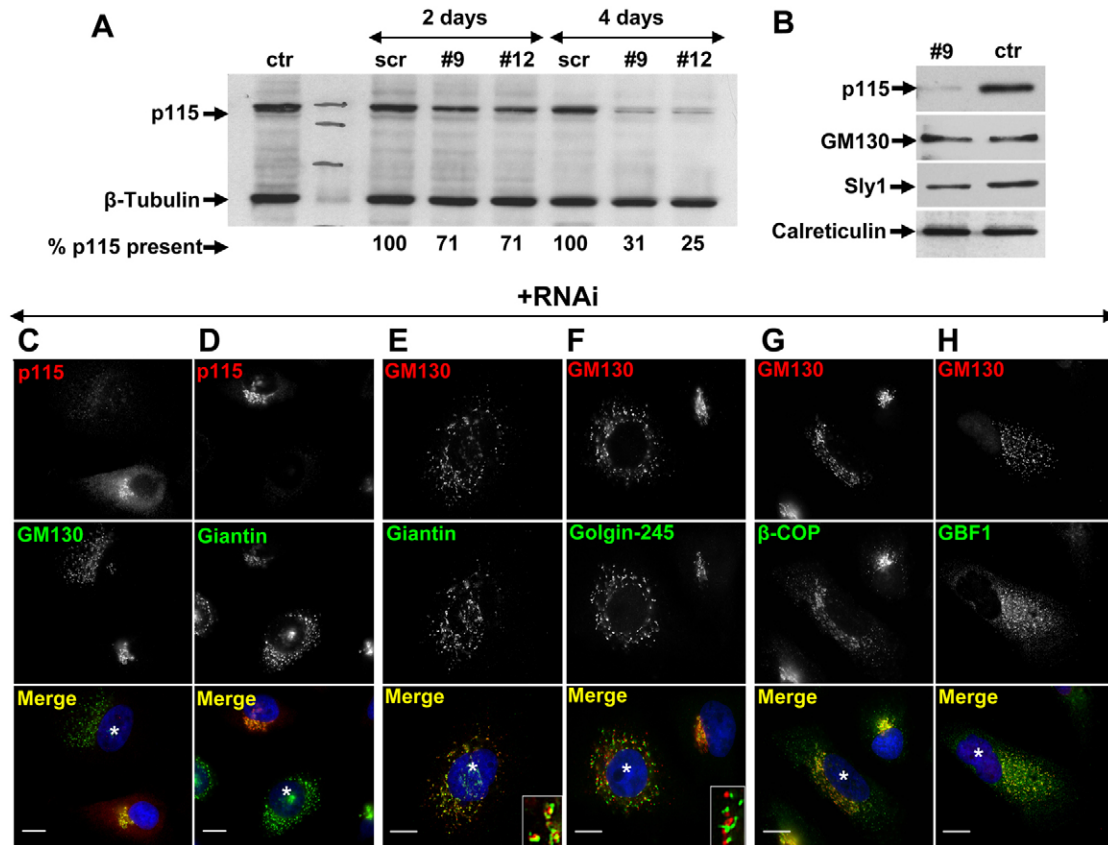 A
2 days
4 days
ctr
scr
#9
#12
scr
#9
#12
p115
β-Tubulin
% p115 present
100
71
71
100
31
25
B
#9
ctr
p115
GM130
Sly1
Calreticulin
+RNAi
C
D
E
F
G
H
p115
p115
GM130
GM130
GM130
GM130
GM130
Giantin
Giantin
Golgin-245
β-COP
GBF1
Merge
Merge
Merge
Merge
Merge
Merge
*
*
*
*
*
*